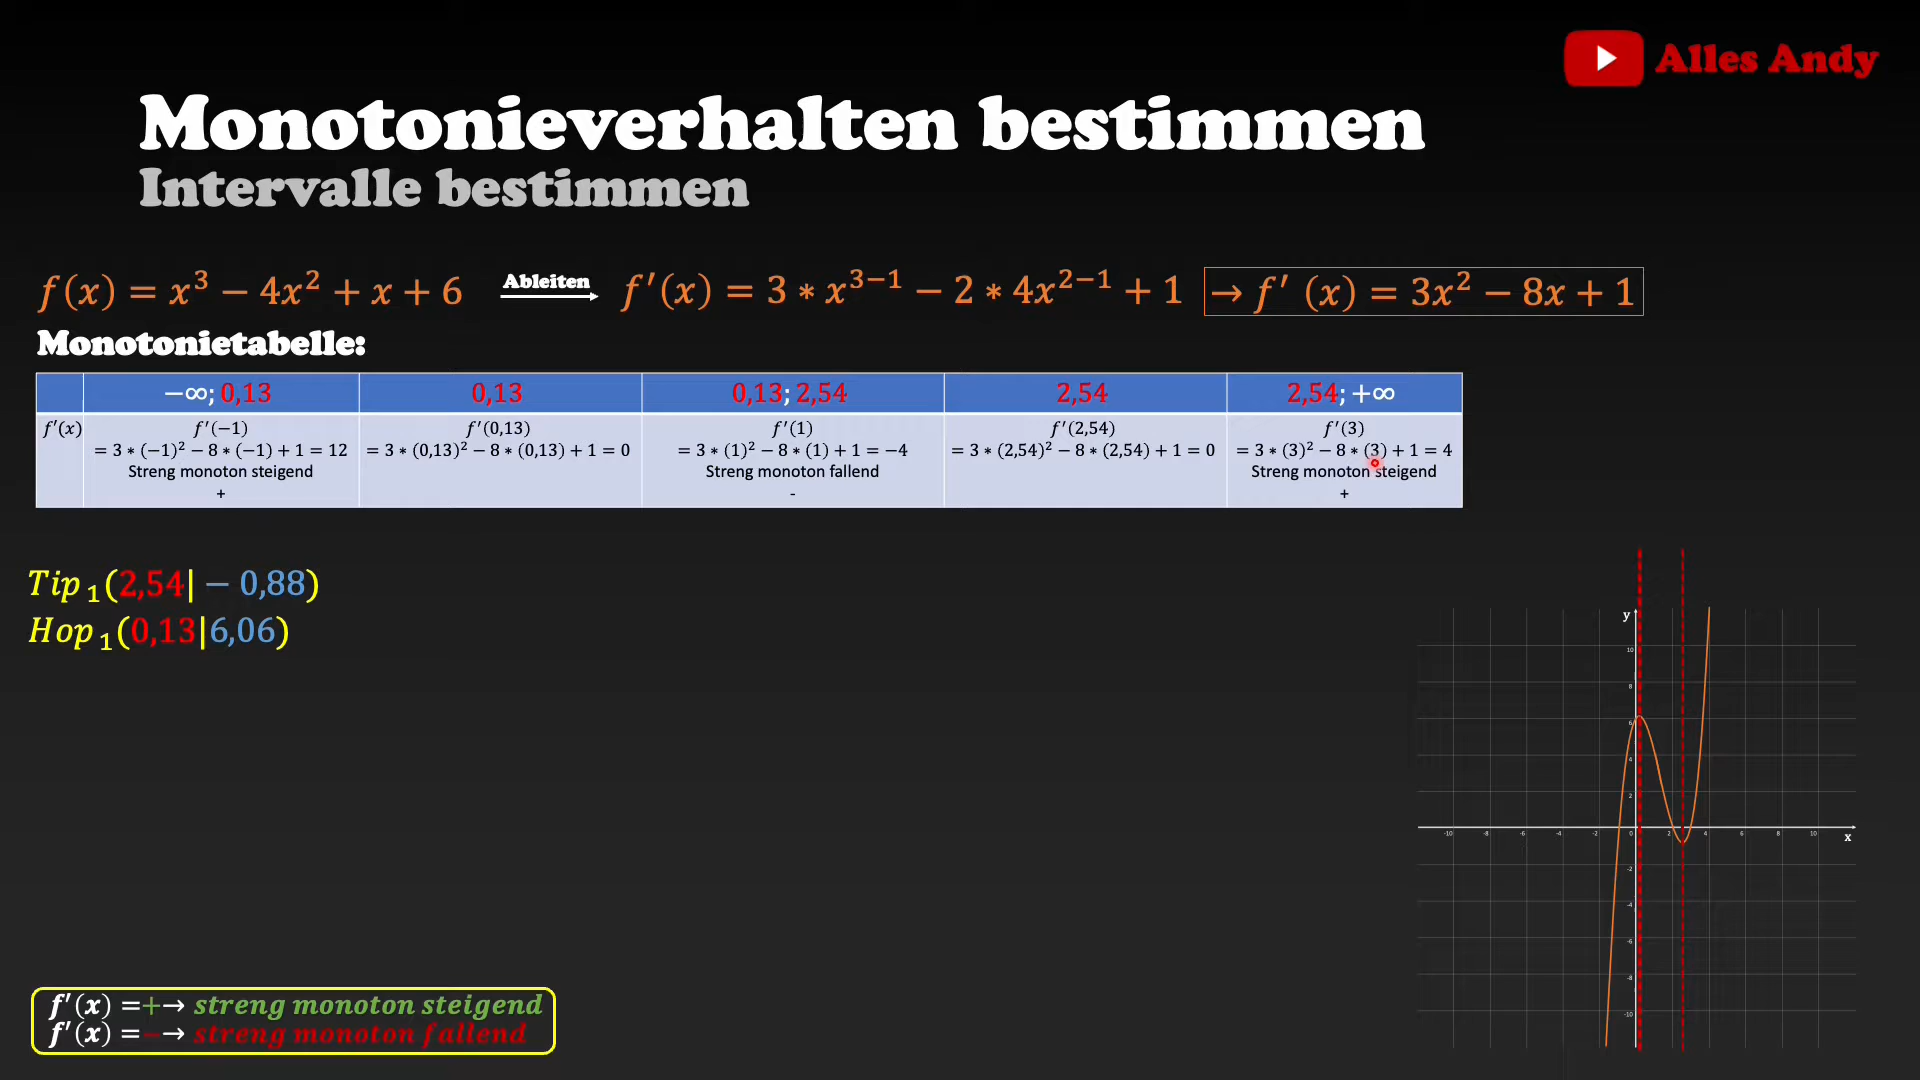 Alles Andy
Monotonieverhalten bestimmen
Intervalle bestimmen
f(x) = x³ − 4x² + x + 6 Ableiten f′(x) = 3 ∗ x³⁻¹ − 2 ∗ 4x²⁻¹ + 1 → f′ (x) = 3x² − 8x + 1
Monotonietabelle:
−∞; 0,13 0,13 0,13; 2,54 2,54 2,54; +∞
f′(x) f′(−1) f′(0,13) f′(1) f′(2,54) f′(3)
= 3 ∗ (−1)² − 8 ∗ (−1) + 1 = 12 = 3 ∗ (0,13)² − 8 ∗ (0,13) + 1 = 0 = 3 ∗ (1)² − 8 ∗ (1) + 1 = −4 = 3 ∗ (2,54)² − 8 ∗ (2,54) + 1 = 0 = 3 ∗ (3)² − 8 ∗ (3) + 1 = 4
Streng monoton steigend Streng monoton fallend Streng monoton steigend
+ - +
Tip₁(2,54|− 0,88)
Hop₁(0,13|6,06)
y
10
8
6
4
2
-10 -8 -6 -4 -2 0 2 4 6 8 10 x
-2
-4
-6
-8
-10
f′(x) =+→ streng monoton steigend
f′(x) =−→ streng monoton fallend